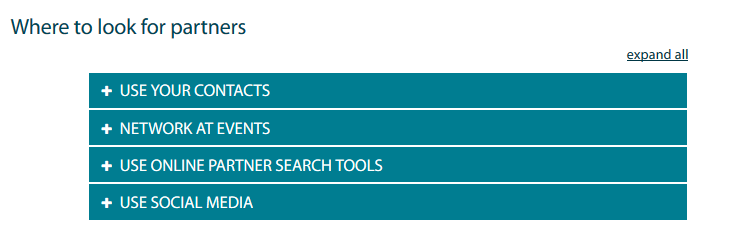 Where to look for partners
expand all
+ USE YOUR CONTACTS
+ NETWORK AT EVENTS
+ USE ONLINE PARTNER SEARCH TOOLS
+ USE SOCIAL MEDIA